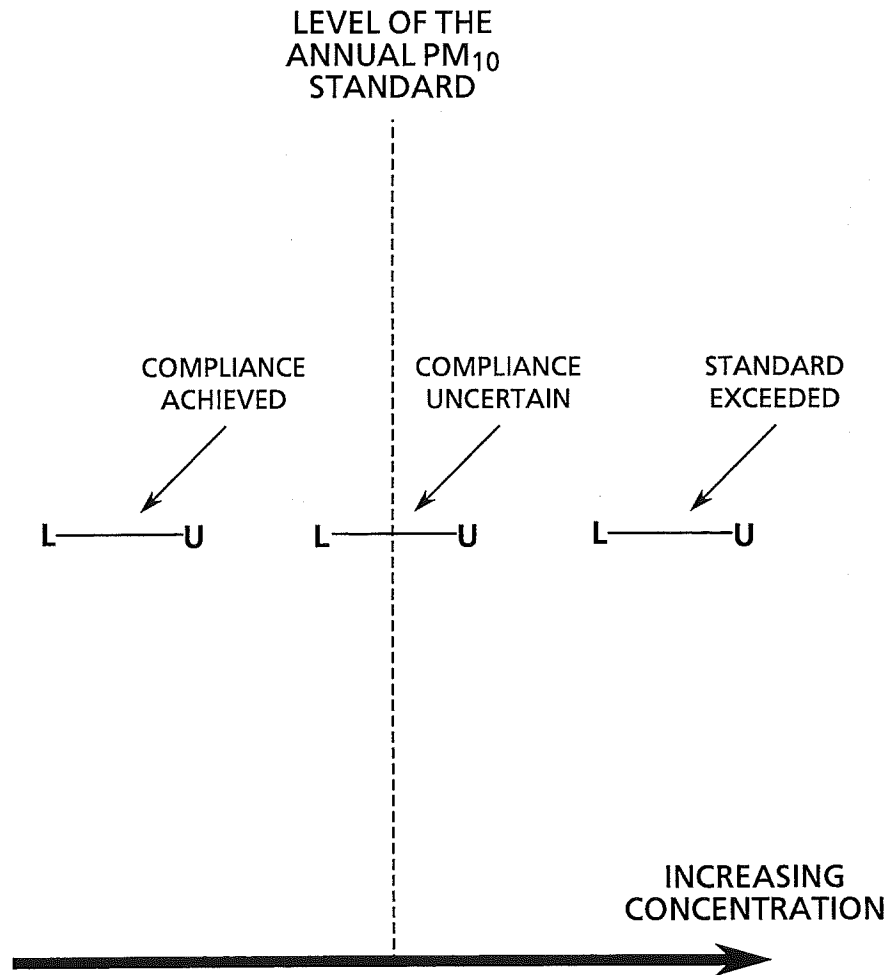 LEVEL OF THE
ANNUAL PM₁₀
STANDARD
COMPLIANCE
ACHIEVED
COMPLIANCE
UNCERTAIN
STANDARD
EXCEEDED
L U
L U
L U
INCREASING
CONCENTRATION